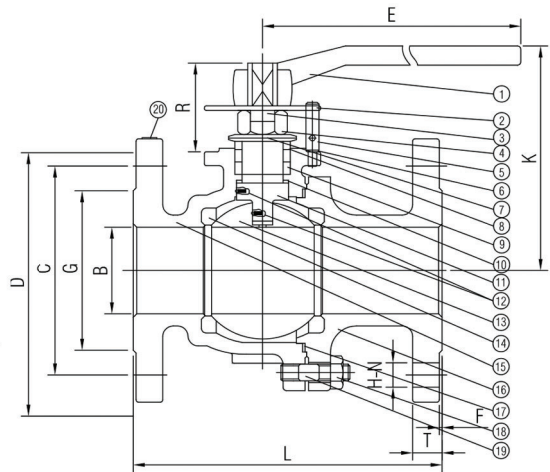 E
R
K
①
②
③
④
⑤
⑥
⑦
⑧
⑨
⑩
⑪
⑫
⑬
⑭
⑮
⑯
⑰
⑱
⑲
⑳
D
C
G
B
H-N
F
T
L